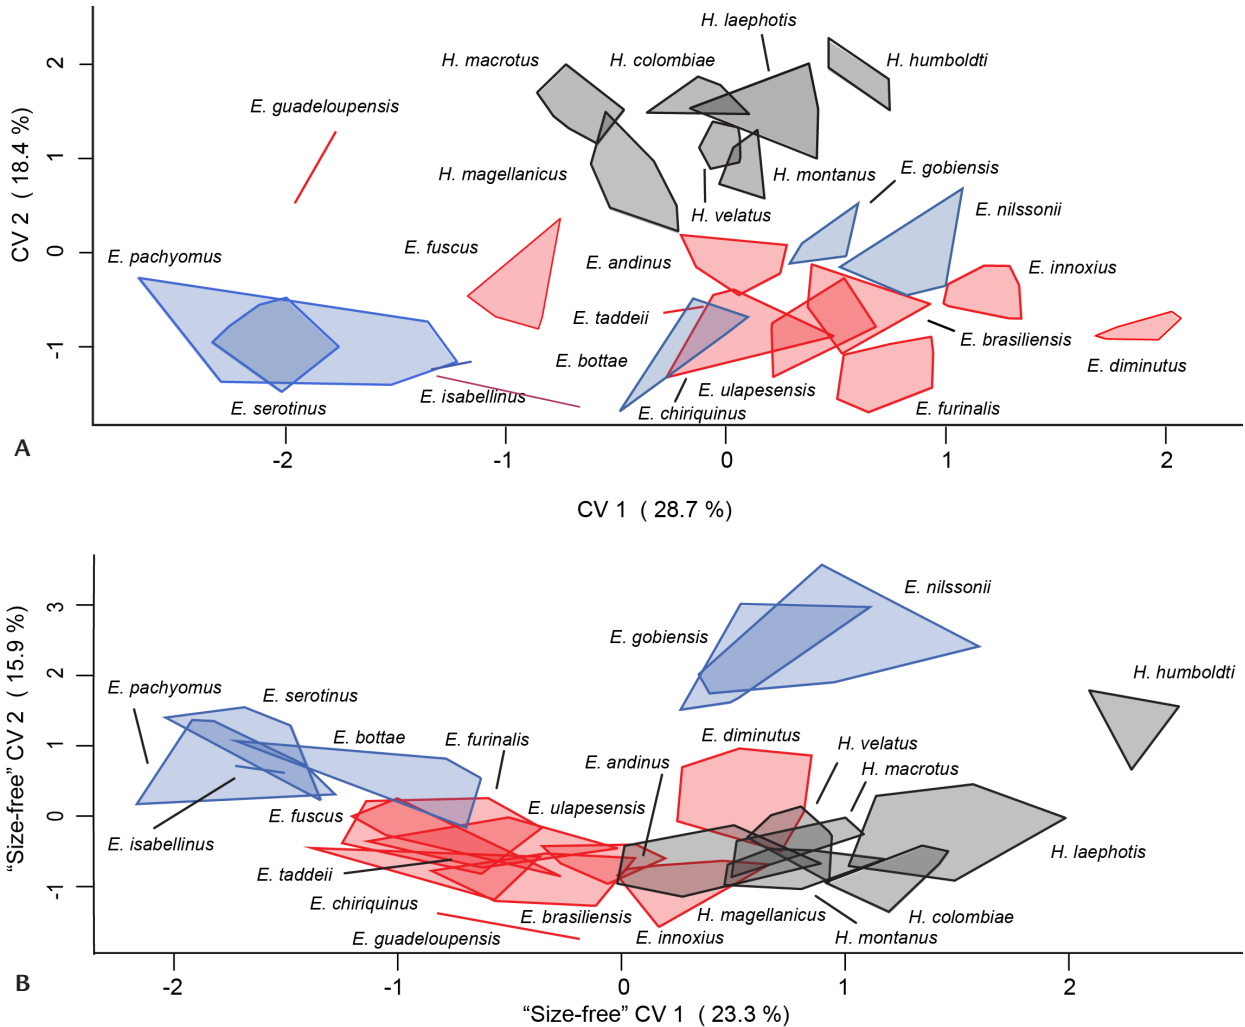 H. laephotis
H. macrotus
H. colombiae
H. humboldti
E. guadeloupensis
H. magellanicus
H. montanus
E. gobiensis
H. velatus
E. nilssonii
E. pachyomus
E. fuscus
E. andinus
E. innoxius
E. taddeii
E. brasiliensis
E. bottae
E. diminutus
E. isabellinus
E. ulapesensis
E. serotinus
E. chiriquinus
E. furinalis
2
1
0
-1
CV 2 ( 18.4 %)
A
-2
-1
0
1
2
CV 1 ( 28.7 %)
E. nilssonii
E. gobiensis
H. humboldti
E. pachyomus
E. serotinus
E. bottae
E. furinalis
E. diminutus
H. velatus
E. andinus
H. macrotus
E. fuscus
E. ulapesensis
E. isabellinus
H. laephotis
E. taddeii
E. chiriquinus
E. brasiliensis
H. magellanicus
H. colombiae
E. guadeloupensis
E. innoxius
H. montanus
3
2
1
0
-1
“Size-free” CV 2 ( 15.9 %)
B
-2
-1
0
1
2
“Size-free” CV 1 ( 23.3 %)